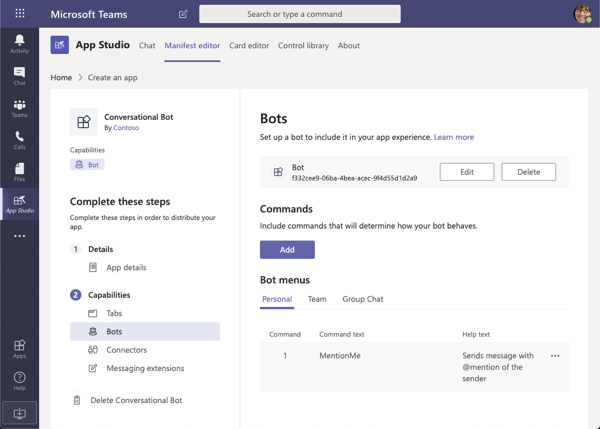 Microsoft Teams
Search or type a command
Activity
Chat
Teams
Calls
Files
App Studio
Apps
Help
App Studio
Chat
Manifest editor
Card editor
Control library
About
Home
Create an app
Conversational Bot
By Contoso
Capabilities
Bot
Complete these steps
Complete these steps in order to distribute your
app.
1 Details
App details
2 Capabilities
Tabs
Bots
Connectors
Messaging extensions
Delete Conversational Bot
Bots
Set up a bot to include it in your app experience. Learn more
Bot
f332cee9-06ba-4bea-acec-9f4d55d1d2a9
Edit
Delete
Commands
Include commands that will determine how your bot behaves.
Add
Bot menus
Personal
Team
Group Chat
Command
Command text
Help text
1
MentionMe
Sends message with
@mention of the
sender